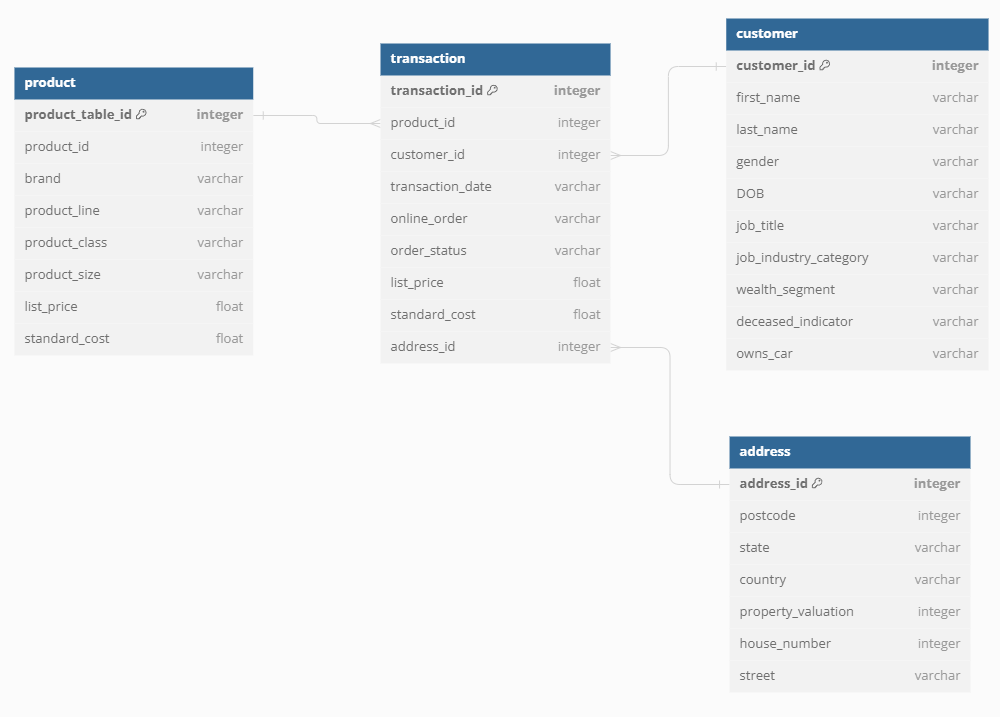 product
product_table_id integer
product_id integer
brand varchar
product_line varchar
product_class varchar
product_size varchar
list_price float
standard_cost float
transaction
transaction_id integer
product_id integer
customer_id integer
transaction_date varchar
online_order varchar
order_status varchar
list_price float
standard_cost float
address_id integer
customer
customer_id integer
first_name varchar
last_name varchar
gender varchar
DOB varchar
job_title varchar
job_industry_category varchar
wealth_segment varchar
deceased_indicator varchar
owns_car varchar
address
address_id integer
postcode integer
state varchar
country varchar
property_valuation integer
house_number integer
street varchar